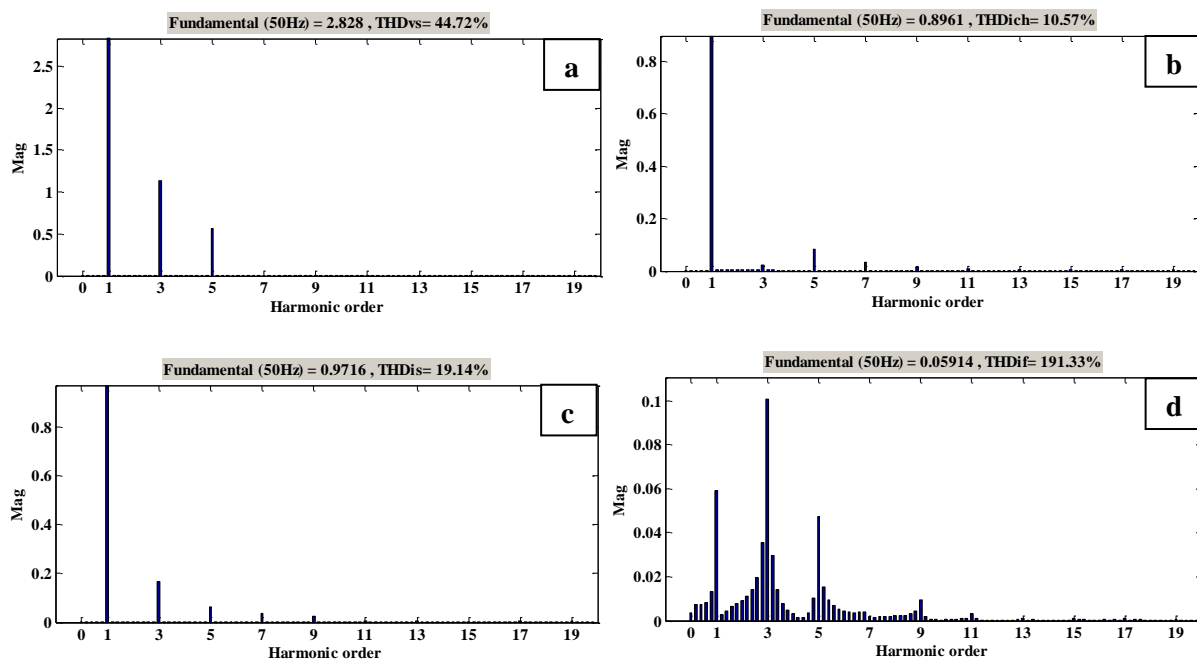 Fundamental (50Hz) = 2.828 , THDvs= 44.72%
a
2.5
2
1.5
1
0.5
0
Mag
0 1 3 5 7 9 11 13 15 17 19
Harmonic order
Fundamental (50Hz) = 0.8961 , THDich= 10.57%
b
0.8
0.6
0.4
0.2
0
Mag
0 1 3 5 7 9 11 13 15 17 19
Harmonic order
Fundamental (50Hz) = 0.9716 , THDis= 19.14%
c
0.8
0.6
0.4
0.2
0
Mag
0 1 3 5 7 9 11 13 15 17 19
Harmonic order
Fundamental (50Hz) = 0.05914 , THDif= 191.33%
d
0.1
0.08
0.06
0.04
0.02
0
Mag
0 1 3 5 7 9 11 13 15 17 19
Harmonic order